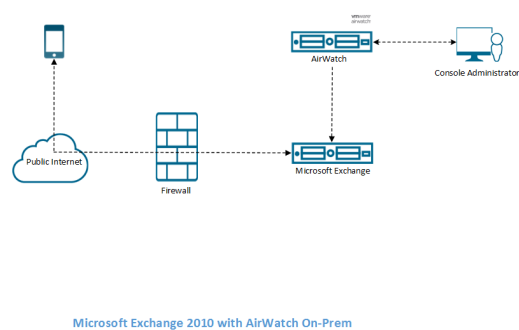 vmware
airwatch
AirWatch
Console Administrator
Public Internet
Microsoft Exchange
Firewall
Microsoft Exchange 2010 with AirWatch On-Prem